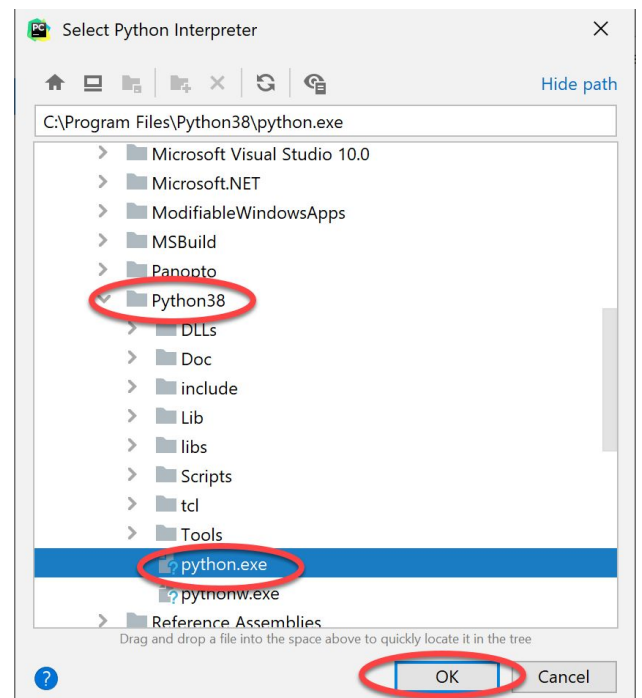 PC Select Python Interpreter
Hide path
C:\Program Files\Python38\python.exe
Microsoft Visual Studio 10.0
Microsoft.NET
ModifiableWindowsApps
MSBuild
Panopto
Python38
DLLs
Doc
include
Lib
libs
Scripts
tcl
Tools
python.exe
pythonw.exe
Reference Assemblies
Drag and drop a file into the space above to quickly locate it in the tree
? OK Cancel